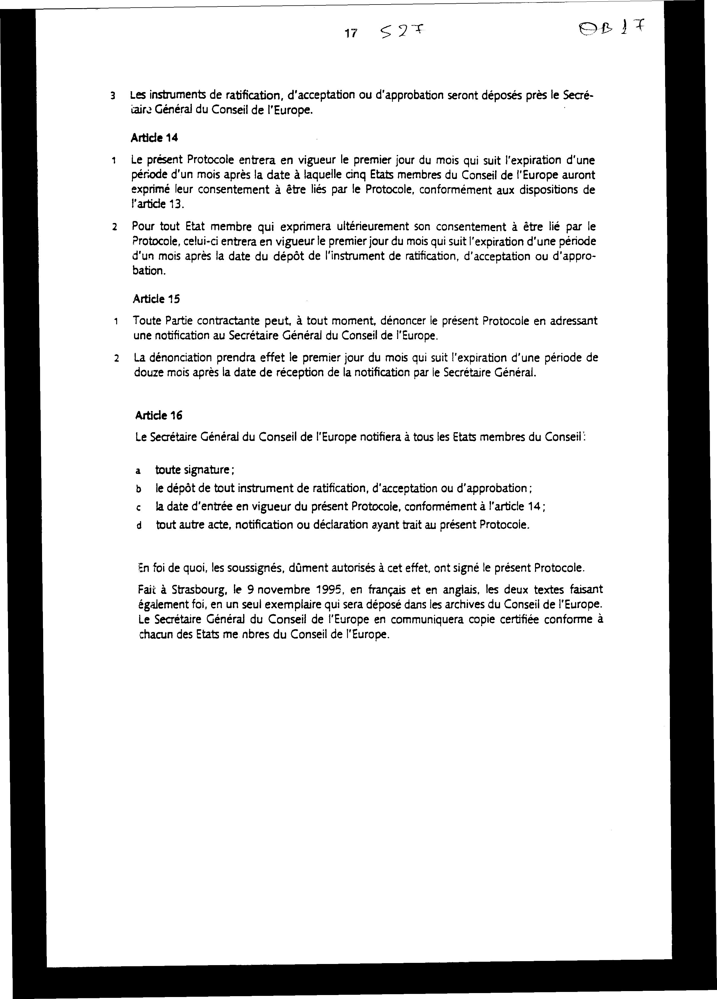 17 527 OB 17
3 Les instruments de ratification, d'acceptation ou d'approbation seront déposés près le Secré-
taire Général du Conseil de l'Europe.
Article 14
1 Le présent Protocole entrera en vigueur le premier jour du mois qui suit l'expiration d'une
période d'un mois après la date à laquelle cinq Etats membres du Conseil de l'Europe auront
exprimé leur consentement à être liés par le Protocole, conformément aux dispositions de
l'article 13.
2 Pour tout Etat membre qui exprimera ultérieurement son consentement à être lié par le
Protocole, celui-ci entrera en vigueur le premier jour du mois qui suit l'expiration d'une période
d'un mois après la date du dépôt de l'instrument de ratification, d'acceptation ou d'appro-
bation.
Article 15
1 Toute Partie contractante peut, à tout moment, dénoncer le présent Protocole en adressant
une notification au Secrétaire Général du Conseil de l'Europe.
2 La dénonciation prendra effet le premier jour du mois qui suit l'expiration d'une période de
douze mois après la date de réception de la notification par le Secrétaire Général.
Article 16
Le Secrétaire Général du Conseil de l'Europe notifiera à tous les Etats membres du Conseil :
a toute signature ;
b le dépôt de tout instrument de ratification, d'acceptation ou d'approbation ;
c la date d'entrée en vigueur du présent Protocole, conformément à l'article 14 ;
d tout autre acte, notification ou déclaration ayant trait au présent Protocole.
En foi de quoi, les soussignés, dûment autorisés à cet effet, ont signé le présent Protocole.
Fait à Strasbourg, le 9 novembre 1995, en français et en anglais, les deux textes faisant
également foi, en un seul exemplaire qui sera déposé dans les archives du Conseil de l'Europe.
Le Secrétaire Général du Conseil de l'Europe en communiquera copie certifiée conforme à
chacun des Etats membres du Conseil de l'Europe.